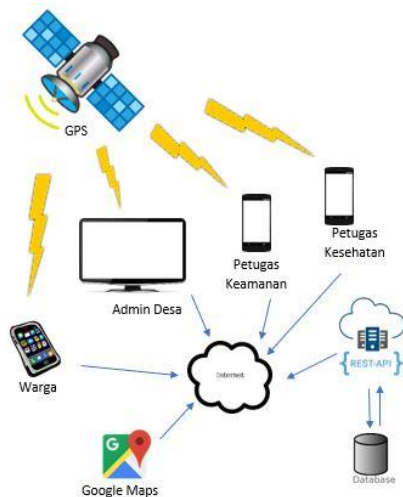 GPS
Petugas
Kesehatan
Petugas
Keamanan
Admin Desa
Warga
Internet
{REST-API}
Google Maps
Database